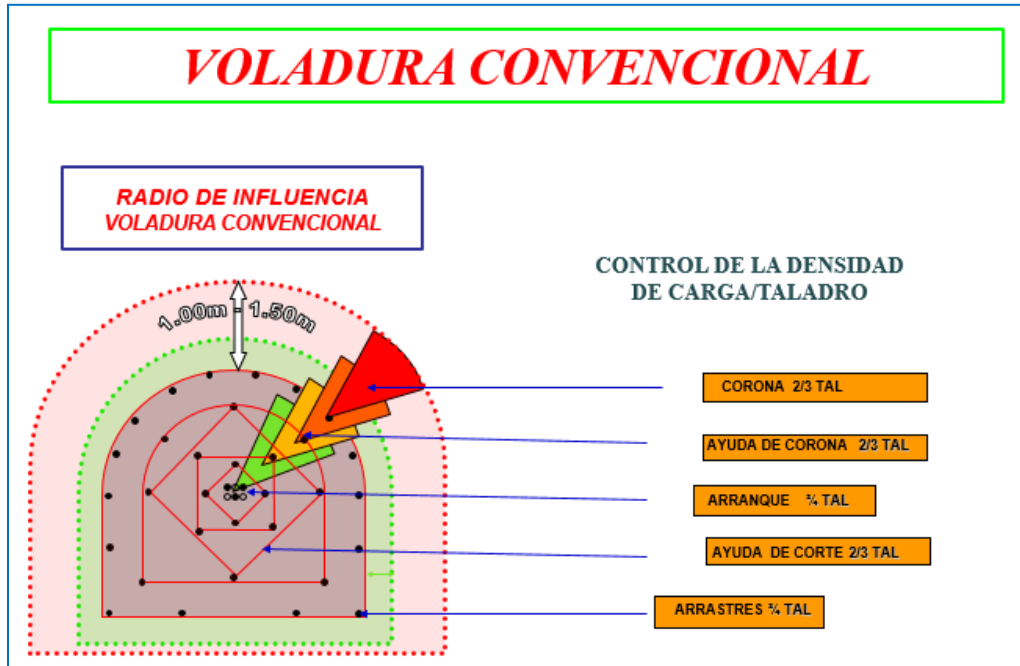 VOLADURA CONVENCIONAL
RADIO DE INFLUENCIA
VOLADURA CONVENCIONAL
1.00m - 1.50m
CONTROL DE LA DENSIDAD
DE CARGA/TALADRO
CORONA 2/3 TAL
AYUDA DE CORONA 2/3 TAL
ARRANQUE ¾ TAL
AYUDA DE CORTE 2/3 TAL
ARRASTRES ¾ TAL